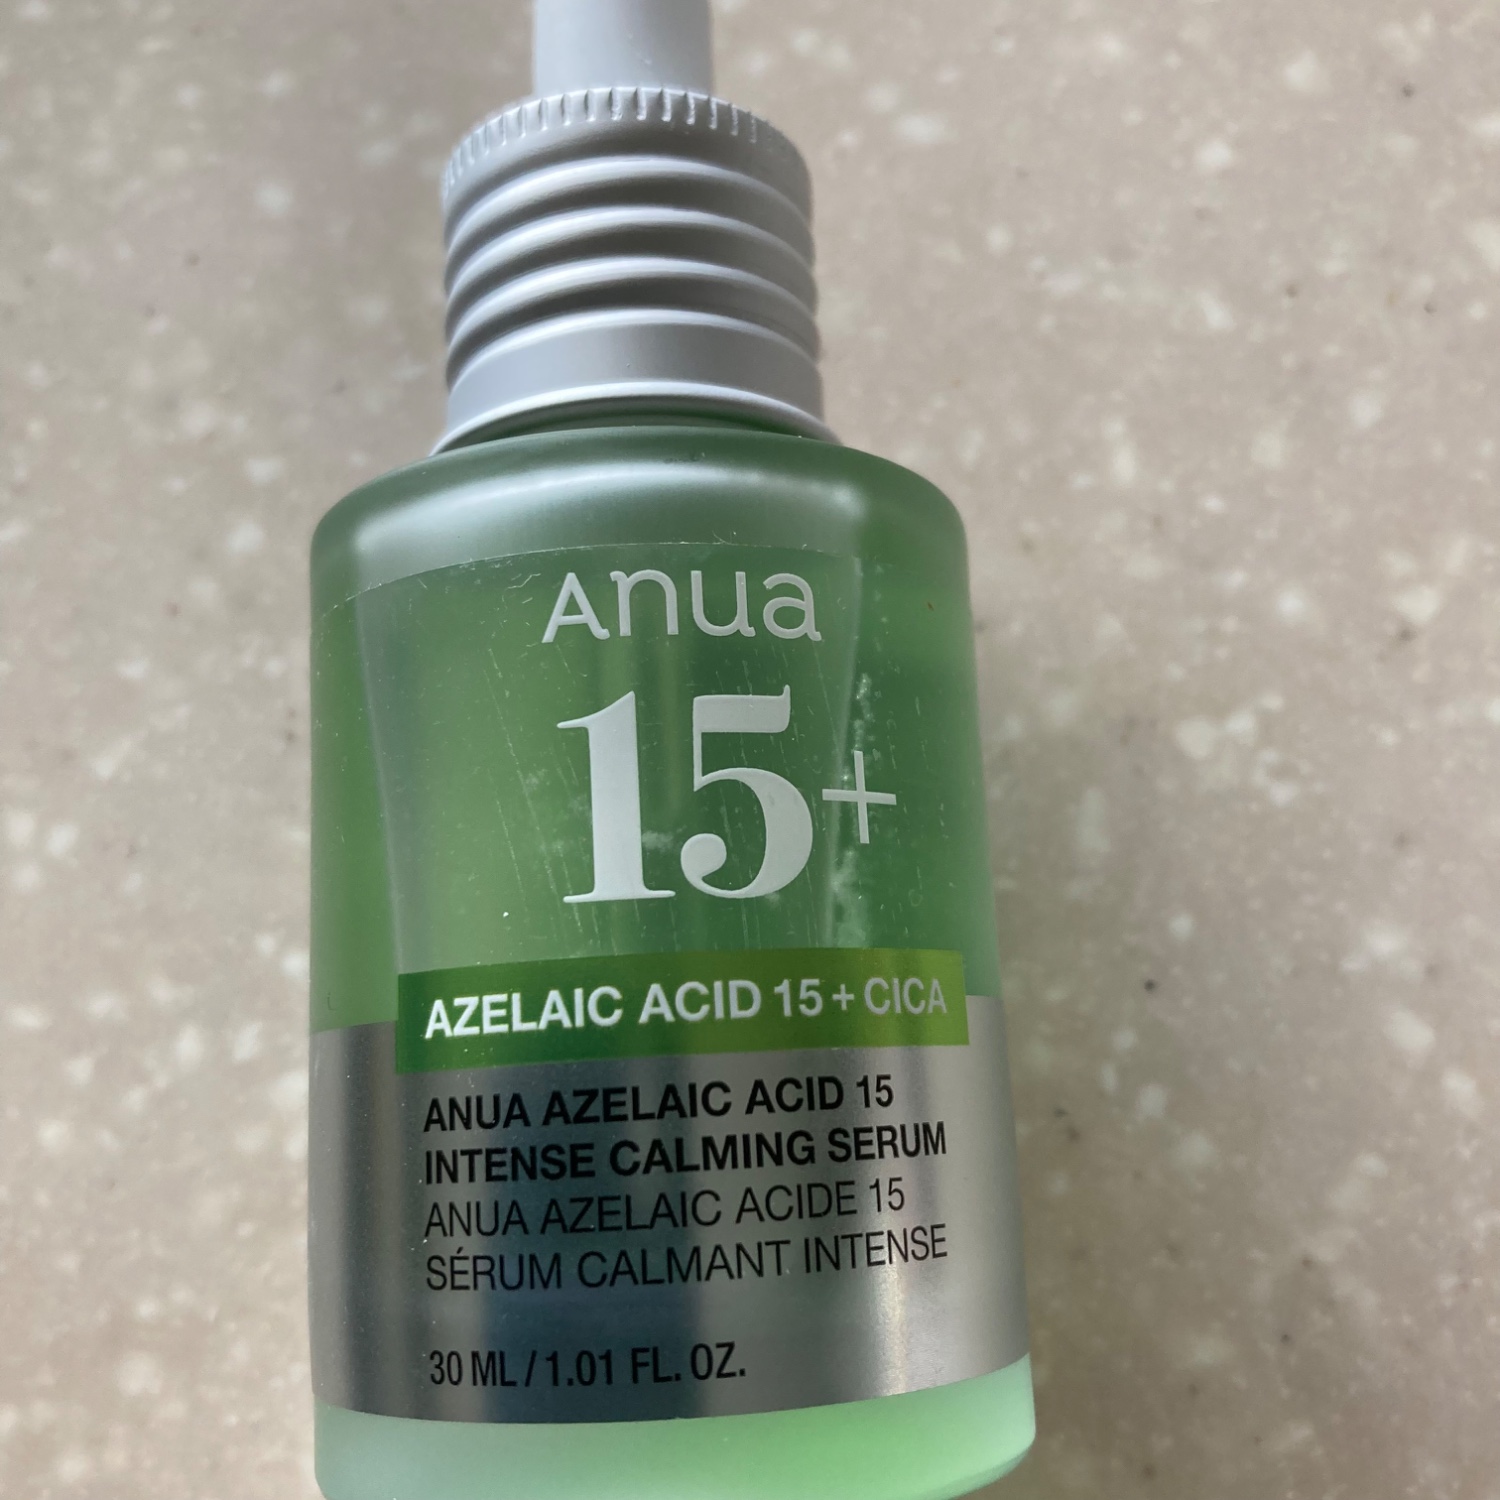 Anua
15+
AZELAIC ACID 15 + CICA
ANUA AZELAIC ACID 15
INTENSE CALMING SERUM
ANUA AZELAIC ACIDE 15
SÉRUM CALMANT INTENSE
30 ML / 1.01 FL. OZ.